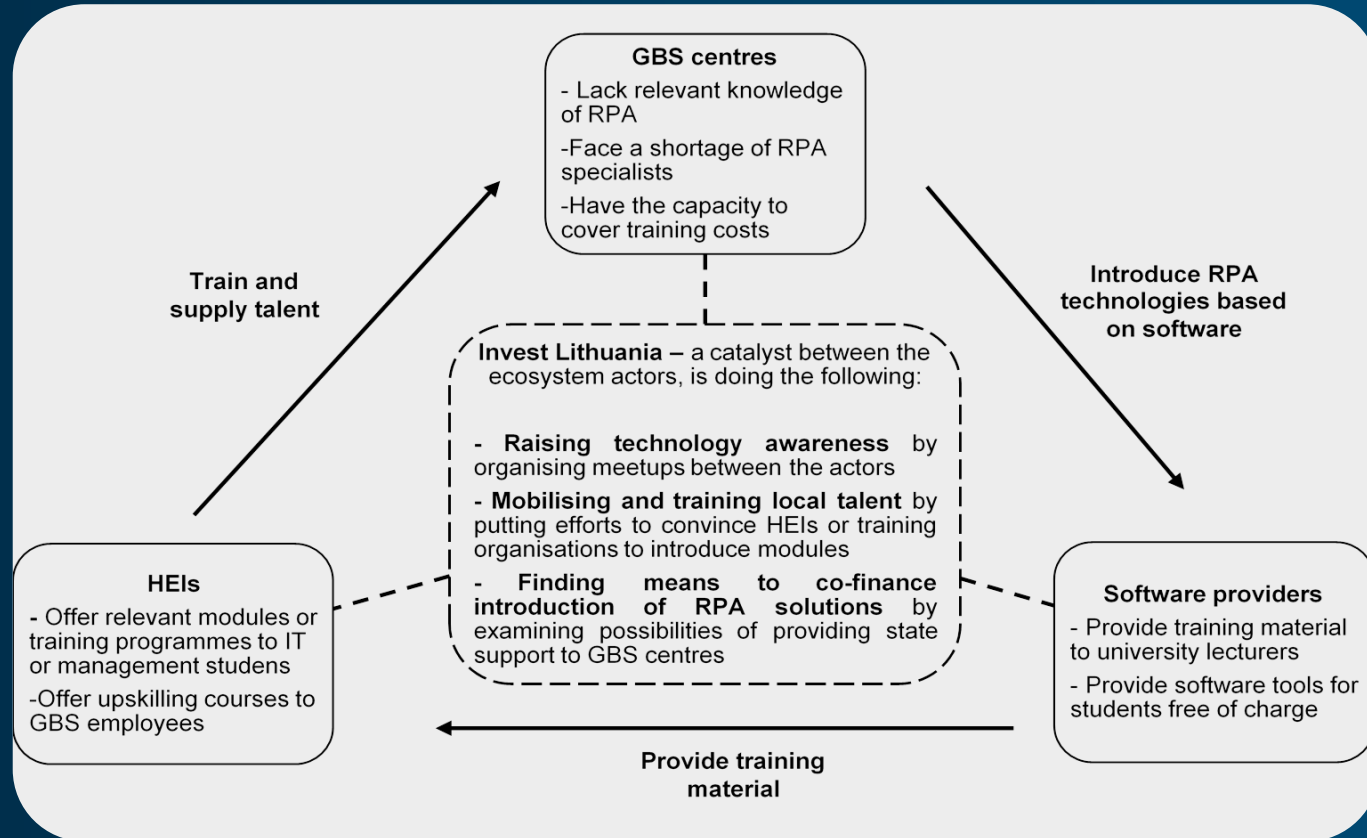 GBS centres
- Lack relevant knowledge
of RPA
-Face a shortage of RPA
specialists
-Have the capacity to
cover training costs
Train and
supply talent
Introduce RPA
technologies based
on software
Invest Lithuania – a catalyst between the
ecosystem actors, is doing the following:
- Raising technology awareness by
organising meetups between the actors
- Mobilising and training local talent by
putting efforts to convince HEIs or training
organisations to introduce modules
- Finding means to co-finance
introduction of RPA solutions by
examining possibilities of providing state
support to GBS centres
HEIs
- Offer relevant modules or
training programmes to IT
or management studens
-Offer upskilling courses to
GBS employees
Software providers
- Provide training material
to university lecturers
- Provide software tools for
students free of charge
Provide training
material